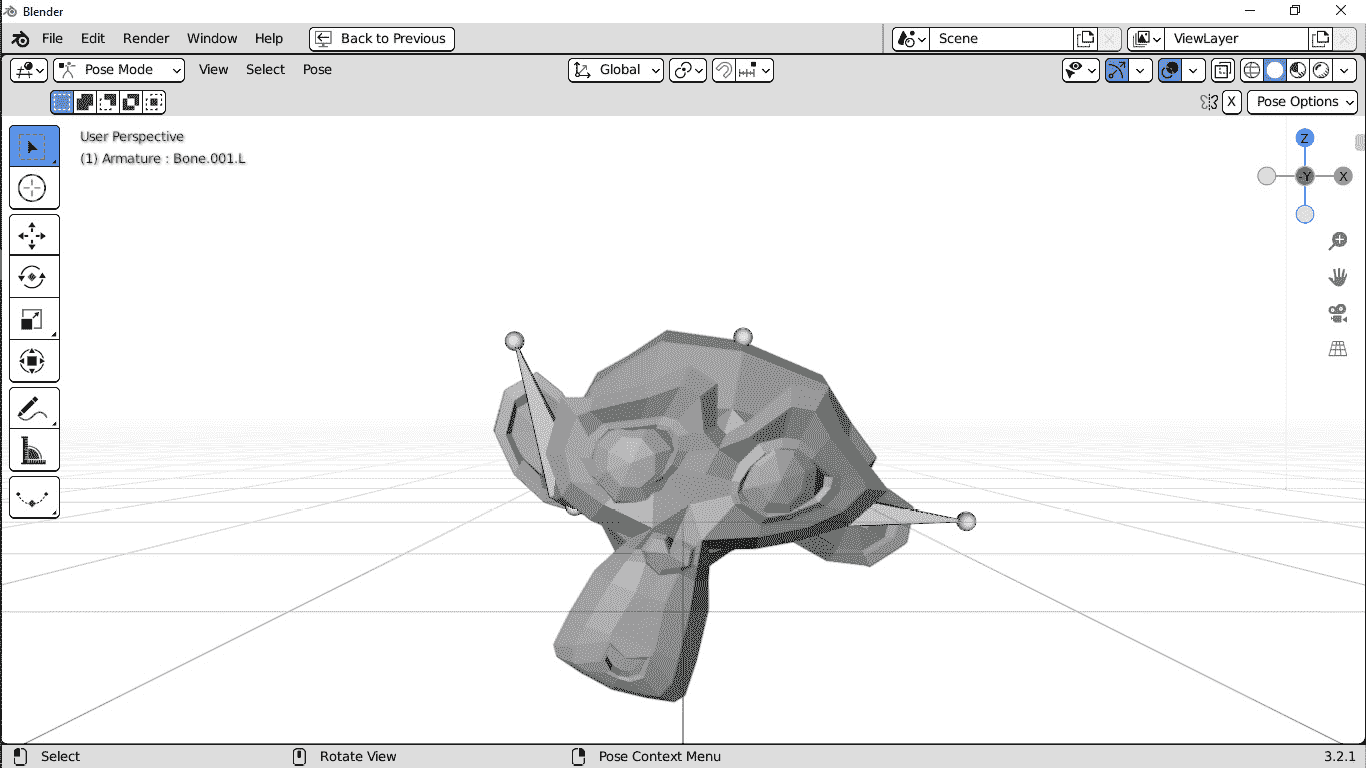 Blender
File Edit Render Window Help Back to Previous Scene ViewLayer
Pose Mode View Select Pose Global
X Pose Options
User Perspective
(1) Armature : Bone.001.L
Z
-Y X
Select Rotate View Pose Context Menu 3.2.1